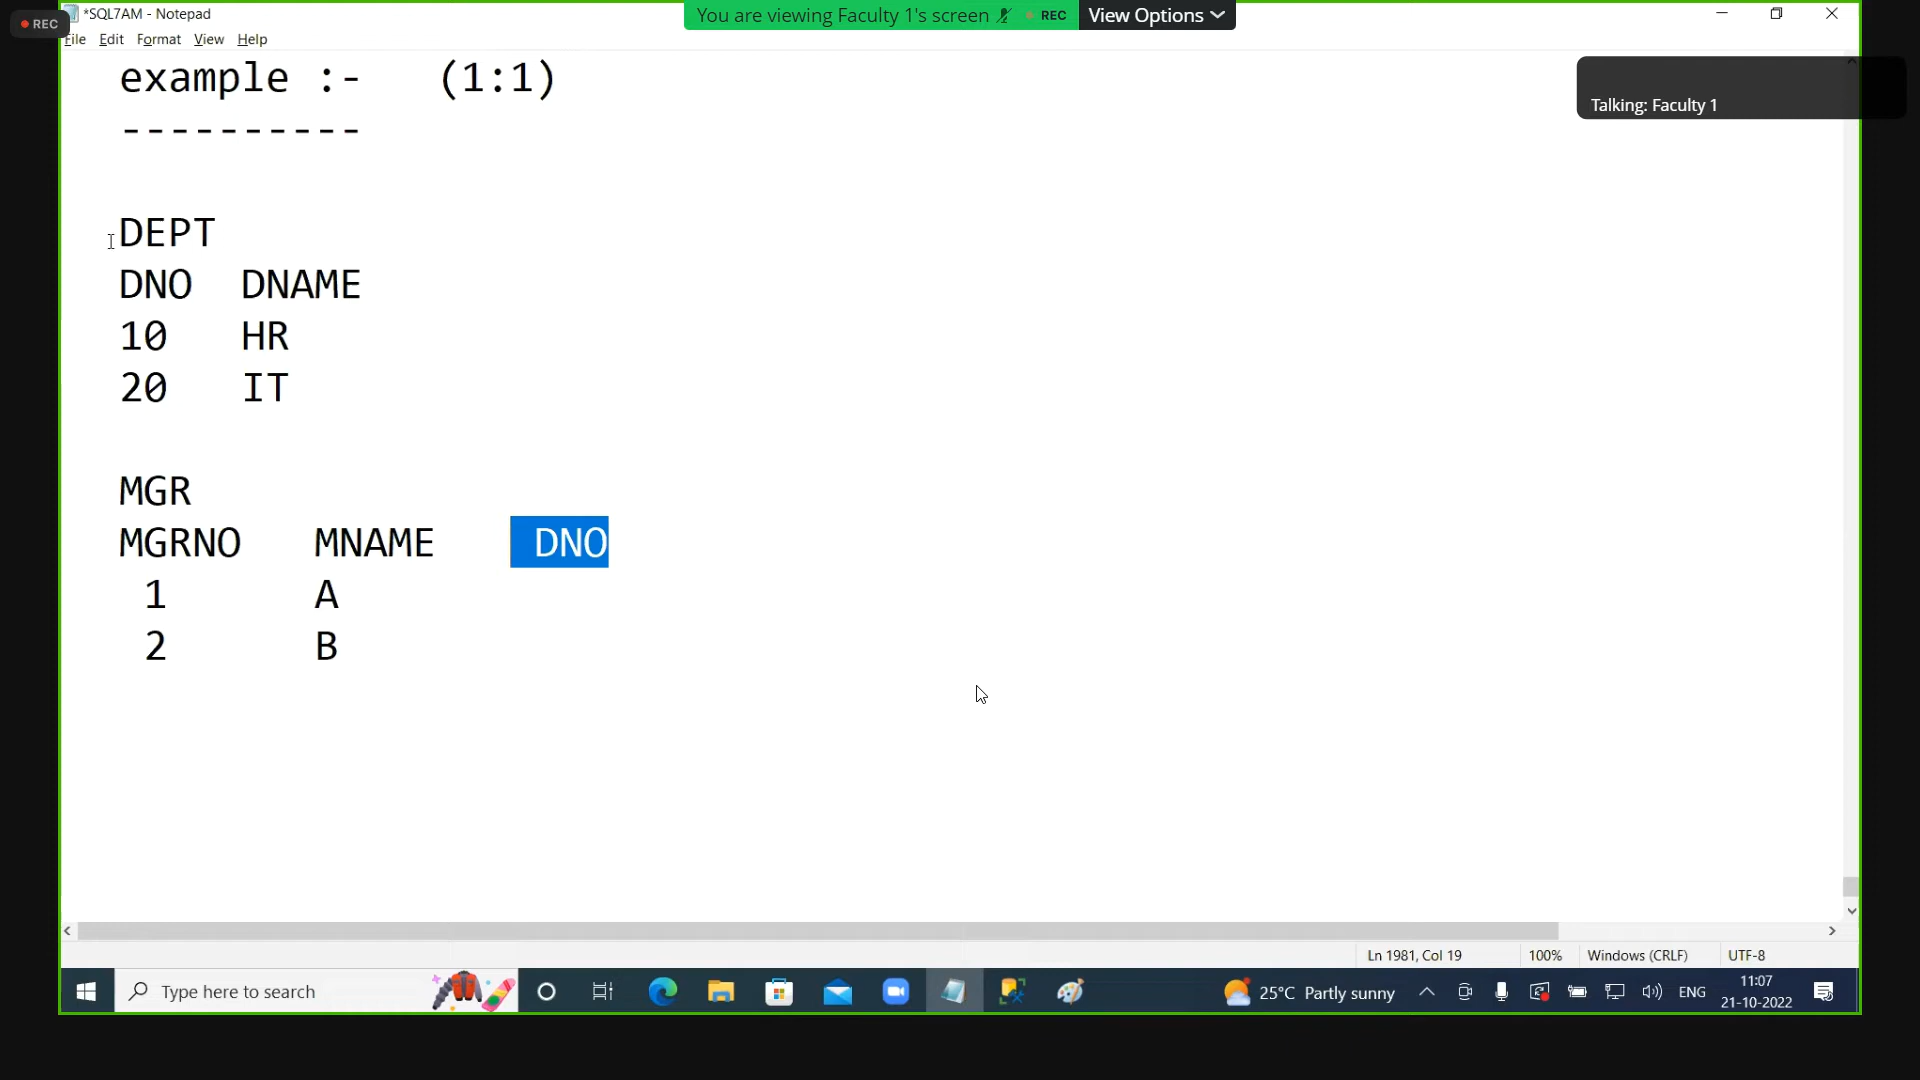 REC
*SQL7AM - Notepad
You are viewing Faculty 1's screen
REC
View Options
File Edit Format View Help
Talking: Faculty 1
example :- (1:1)
----------
DEPT
DNO DNAME
10 HR
20 IT
MGR
MGRNO MNAME DNO
1 A
2 B
Ln 1981, Col 19
100%
Windows (CRLF)
UTF-8
Type here to search
25°C Partly sunny
ENG
11:07
21-10-2022